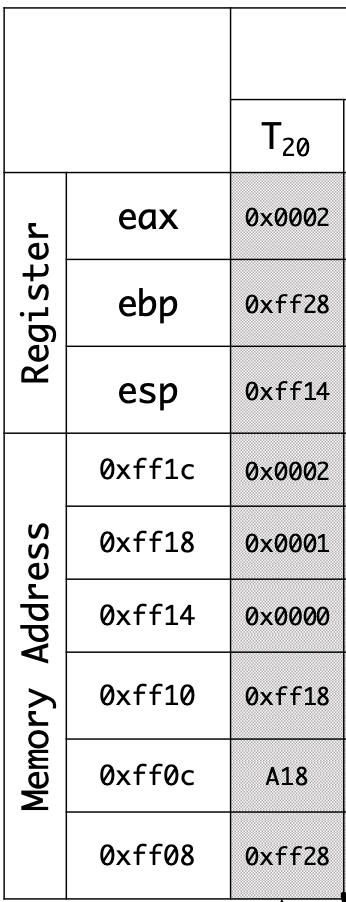 T20
Register
eax 0x0002
ebp 0xff28
esp 0xff14
Memory Address
0xff1c 0x0002
0xff18 0x0001
0xff14 0x0000
0xff10 0xff18
0xff0c A18
0xff08 0xff28